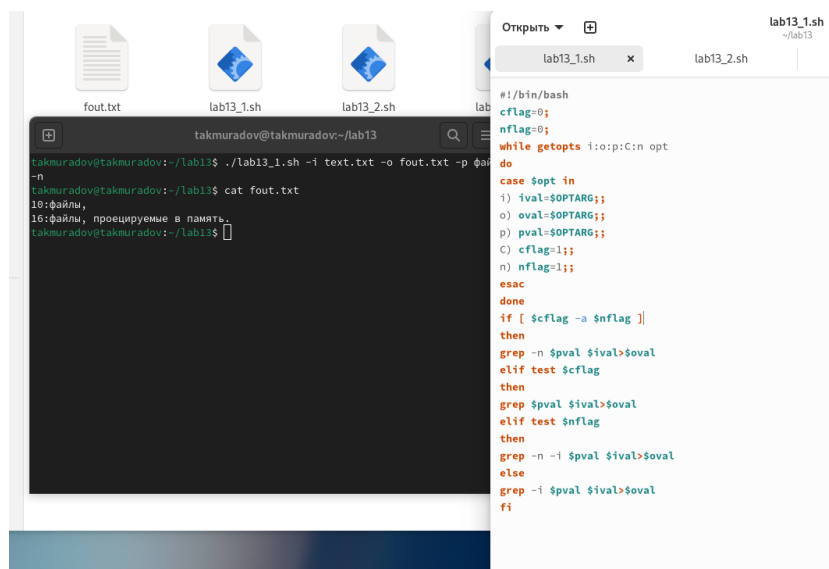 fout.txt
lab13_1.sh
lab13_2.sh
lab
takmuradov@takmuradov:~/lab13
takmuradov@takmuradov:~/lab13$ ./lab13_1.sh -i text.txt -o fout.txt -p фай
-n
takmuradov@takmuradov:~/lab13$ cat fout.txt
10:файлы,
16:файлы, проецируемые в память.
takmuradov@takmuradov:~/lab13$
Открыть
lab13_1.sh
~/lab13
lab13_1.sh
lab13_2.sh
#!/bin/bash
cflag=0;
nflag=0;
while getopts i:o:p:C:n opt
do
case $opt in
i) ival=$OPTARG;;
o) oval=$OPTARG;;
p) pval=$OPTARG;;
C) cflag=1;;
n) nflag=1;;
esac
done
if [ $cflag -a $nflag ]
then
grep -n $pval $ival>$oval
elif test $cflag
then
grep $pval $ival>$oval
elif test $nflag
then
grep -n -i $pval $ival>$oval
else
grep -i $pval $ival>$oval
fi